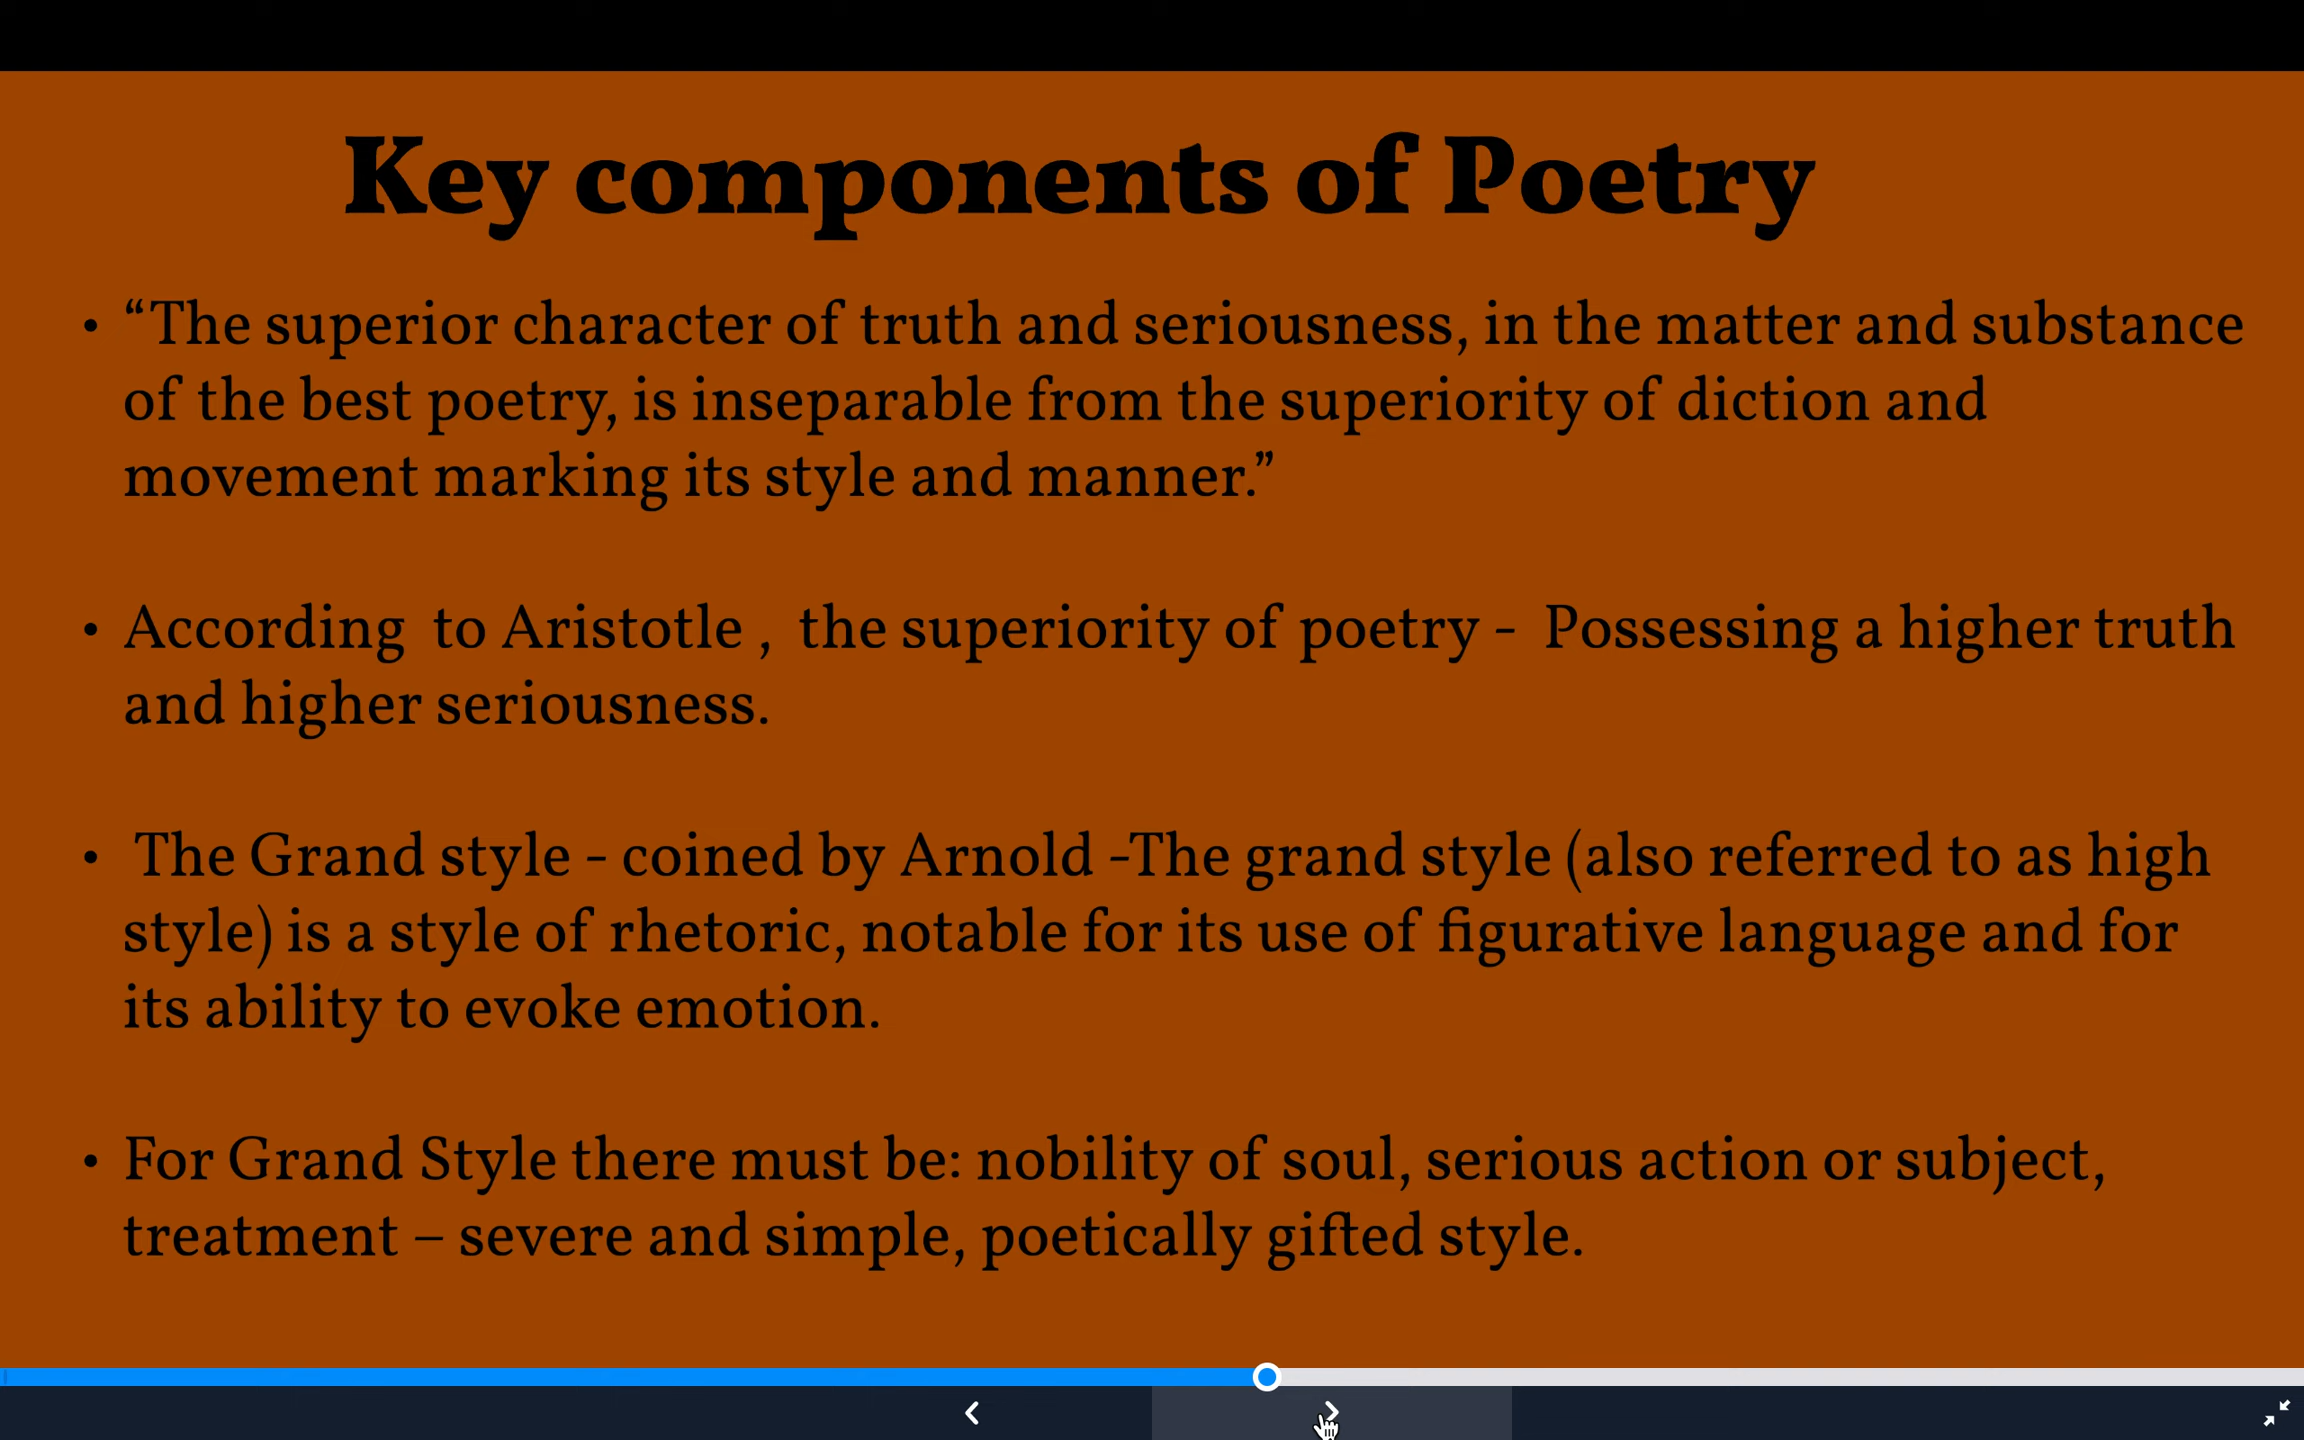 Key components of Poetry
• “The superior character of truth and seriousness, in the matter and substance
of the best poetry, is inseparable from the superiority of diction and
movement marking its style and manner.”
• According  to Aristotle ,  the superiority of poetry -  Possessing a higher truth
and higher seriousness.
•  The Grand style - coined by Arnold -The grand style (also referred to as high
style) is a style of rhetoric, notable for its use of figurative language and for
its ability to evoke emotion.
• For Grand Style there must be: nobility of soul, serious action or subject,
treatment – severe and simple, poetically gifted style.